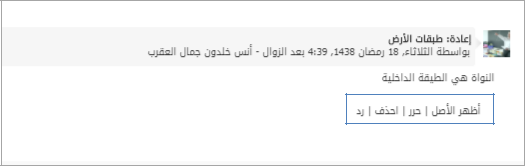 إعادة: طبقات الأرض
بواسطة الثلاثاء, 18 رمضان 1438, 4:39 بعد الزوال - أنس خلدون جمال العقرب
النواة هي الطبقة الداخلية
أظهر الأصل | حرر | احذف | رد